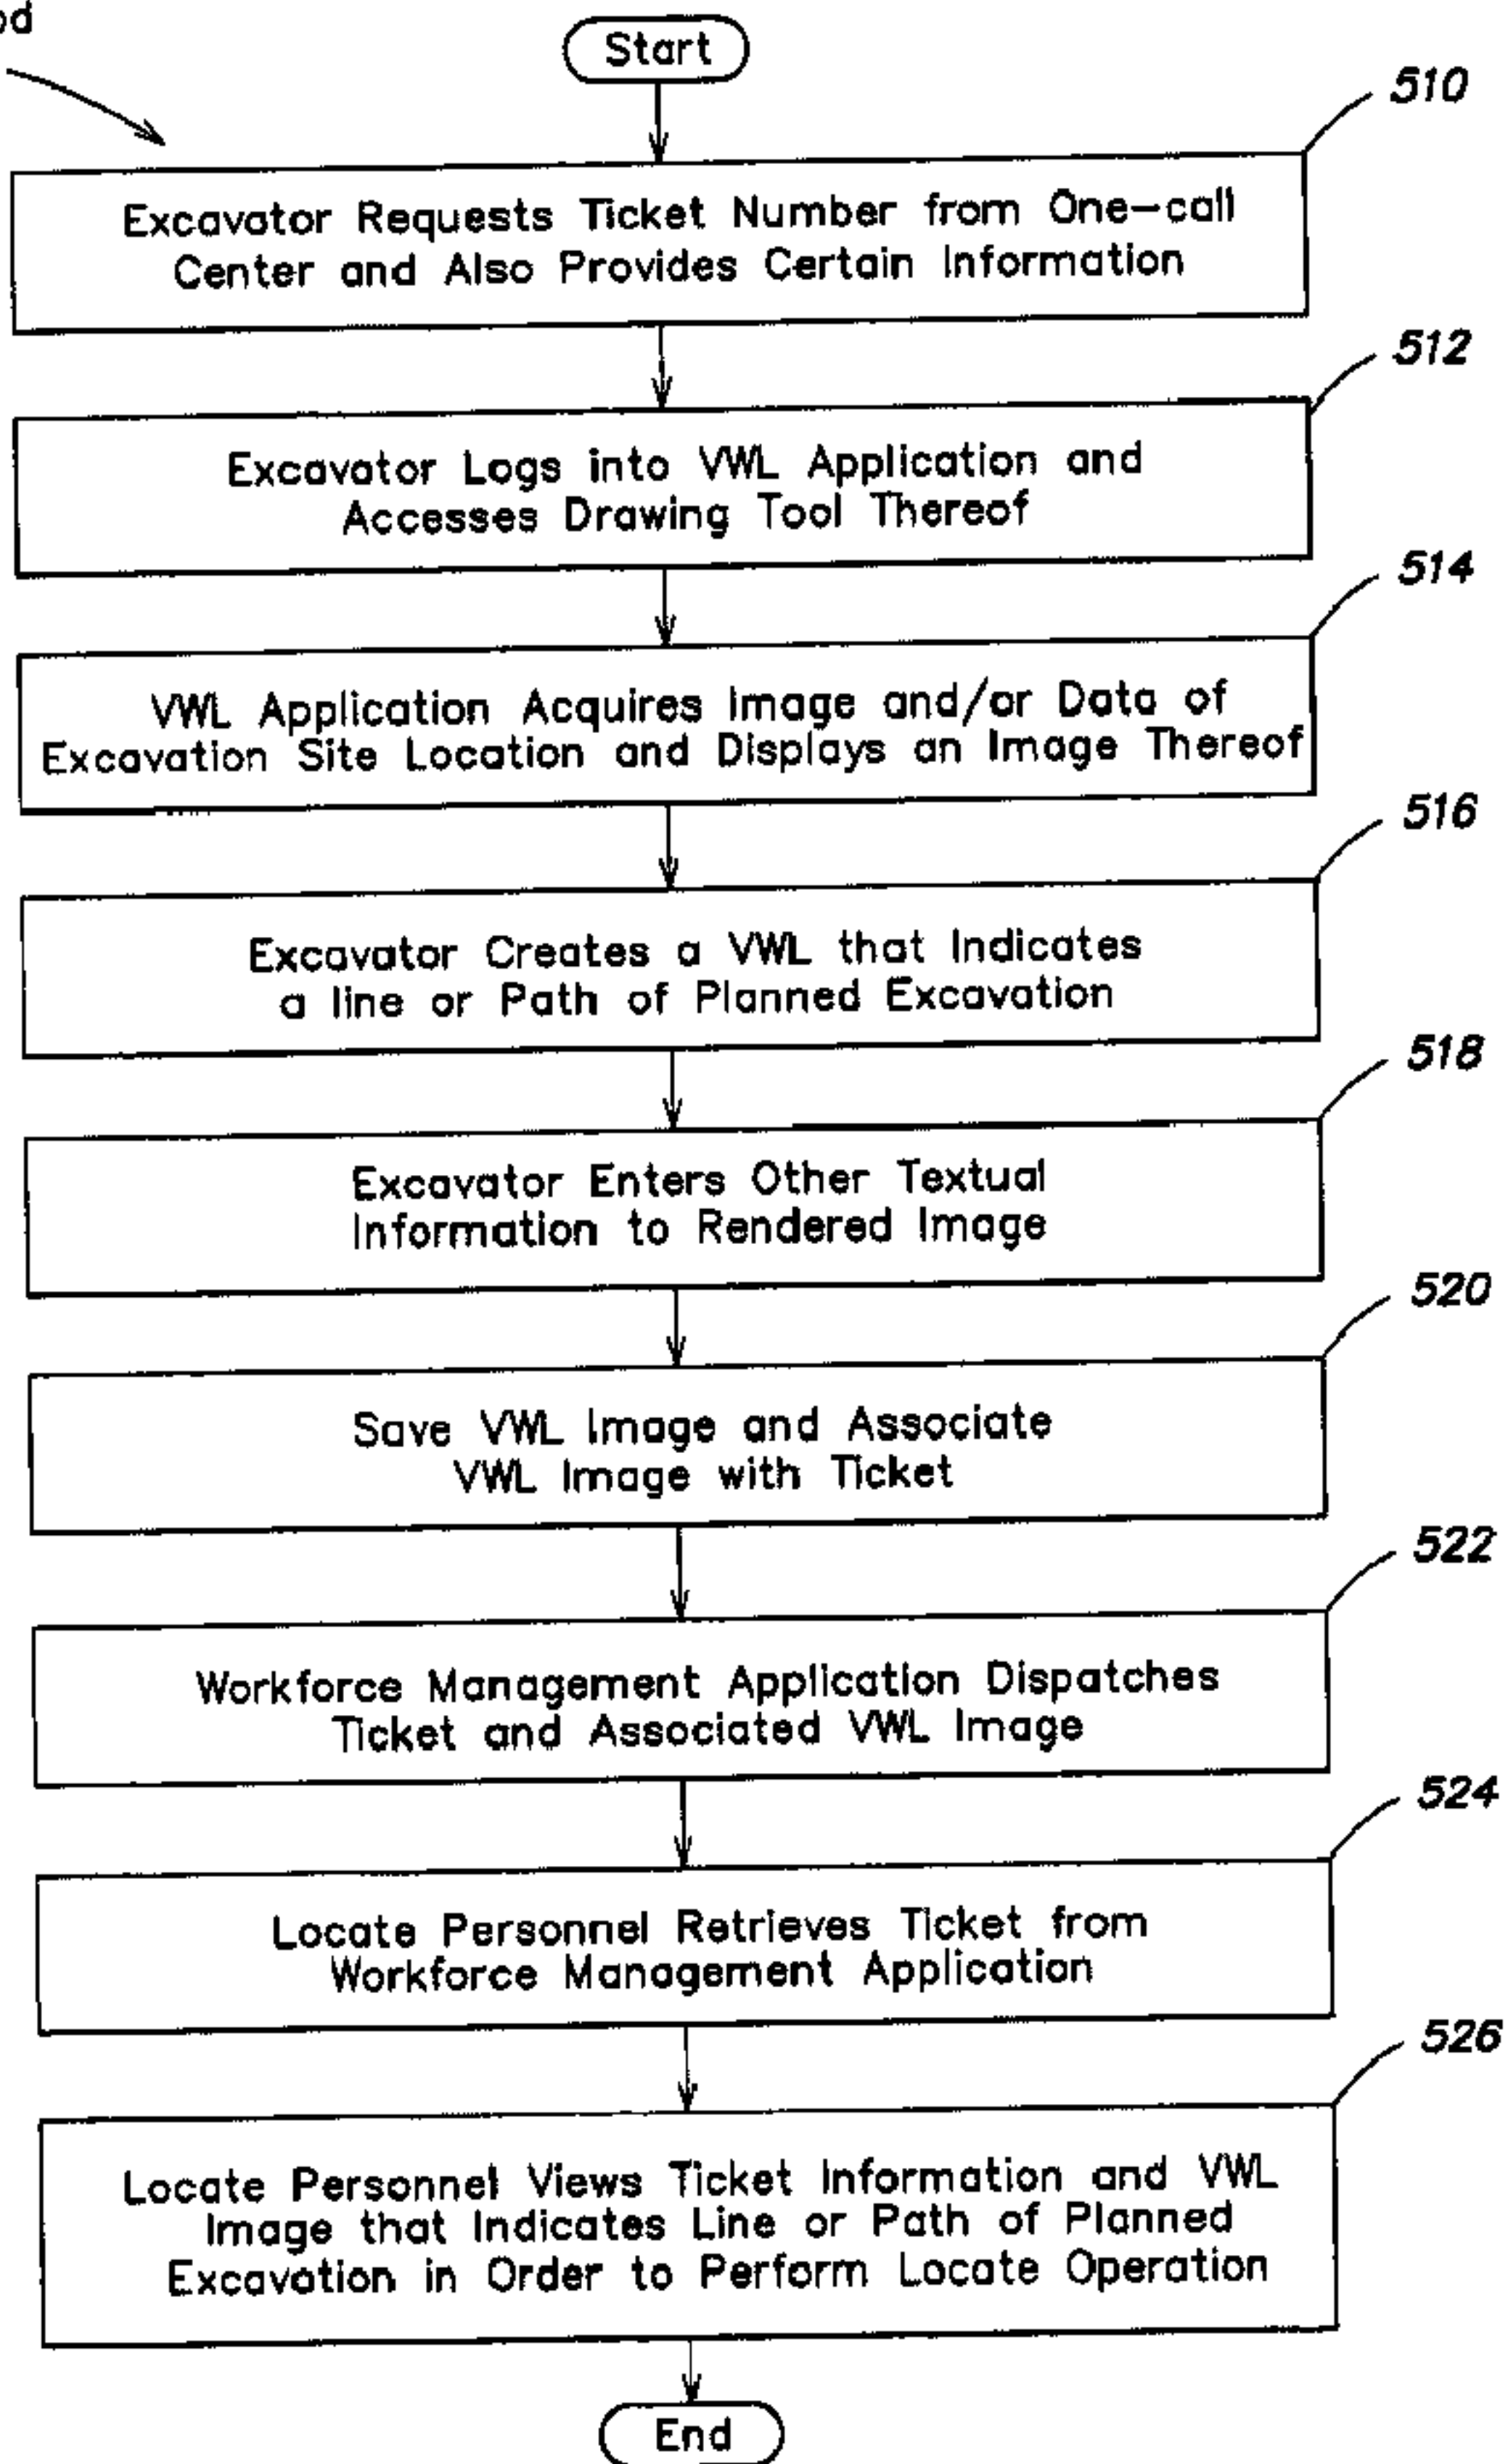 Start
510
Excavator Requests Ticket Number from One-call
Center and Also Provides Certain Information
512
Excavator Logs into VWL Application and
Accesses Drawing Tool Thereof
514
VWL Application Acquires Image and/or Data of
Excavation Site Location and Displays an Image Thereof
516
Excavator Creates a VWL that Indicates
a line or Path of Planned Excavation
518
Excavator Enters Other Textual
Information to Rendered Image
520
Save VWL Image and Associate
VWL Image with Ticket
522
Workforce Management Application Dispatches
Ticket and Associated VWL Image
524
Locate Personnel Retrieves Ticket from
Workforce Management Application
526
Locate Personnel Views Ticket Information and VWL
Image that Indicates Line or Path of Planned
Excavation in Order to Perform Locate Operation
End